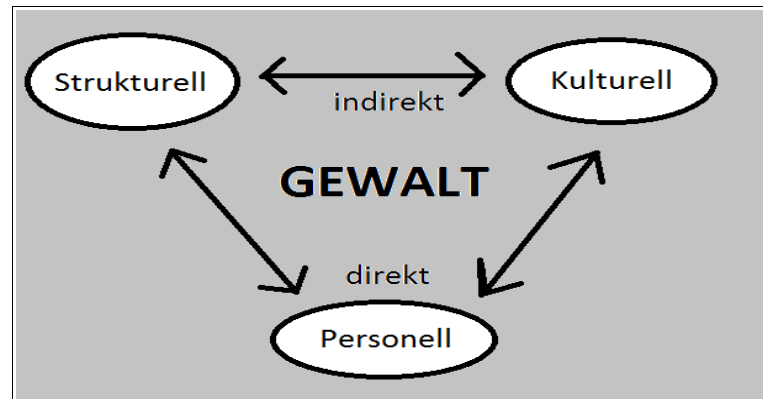 Strukturell
Kulturell
indirekt
GEWALT
direkt
Personell